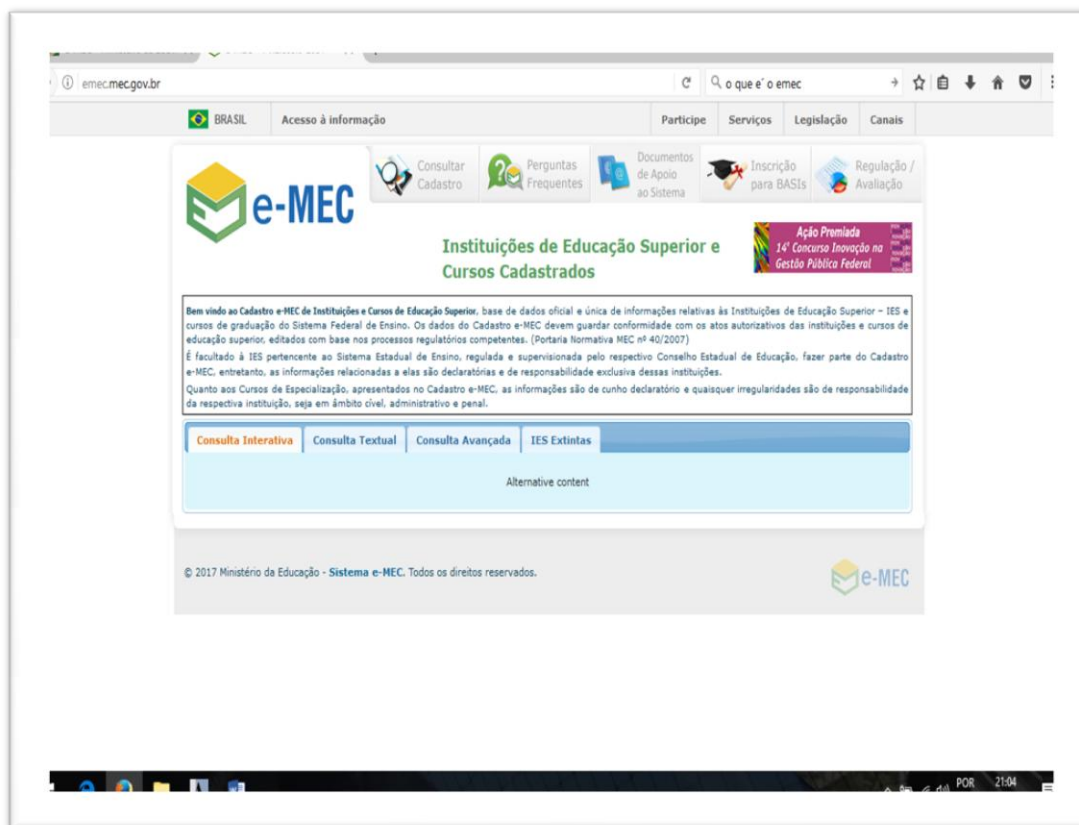 emec.mec.gov.br
o que e´ o emec
BRASIL Acesso à informação Participe Serviços Legislação Canais
e-MEC
Consultar
Cadastro
Perguntas
Frequentes
Documentos
de Apoio
ao Sistema
Inscrição
para BASIs
Regulação /
Avaliação
Instituições de Educação Superior e
Cursos Cadastrados
Ação Premiada
14º Concurso Inovação na
Gestão Pública Federal
Bem vindo ao Cadastro e-MEC de Instituições e Cursos de Educação Superior, base de dados oficial e única de informações relativas às Instituições de Educação Superior – IES e
cursos de graduação do Sistema Federal de Ensino. Os dados do Cadastro e-MEC devem guardar conformidade com os atos autorizativos das instituições e cursos de
educação superior, editados com base nos processos regulatórios competentes. (Portaria Normativa MEC nº 40/2007)
É facultado à IES pertencente ao Sistema Estadual de Ensino, regulada e supervisionada pelo respectivo Conselho Estadual de Educação, fazer parte do Cadastro
e-MEC, entretanto, as informações relacionadas a elas são declaratórias e de responsabilidade exclusiva dessas instituições.
Quanto aos Cursos de Especialização, apresentados no Cadastro e-MEC, as informações são de cunho declaratório e quaisquer irregularidades são de responsabilidade
da respectiva instituição, seja em âmbito cível, administrativo e penal.
Consulta Interativa Consulta Textual Consulta Avançada IES Extintas
Alternative content
© 2017 Ministério da Educação - Sistema e-MEC. Todos os direitos reservados.
e-MEC
POR 21:04